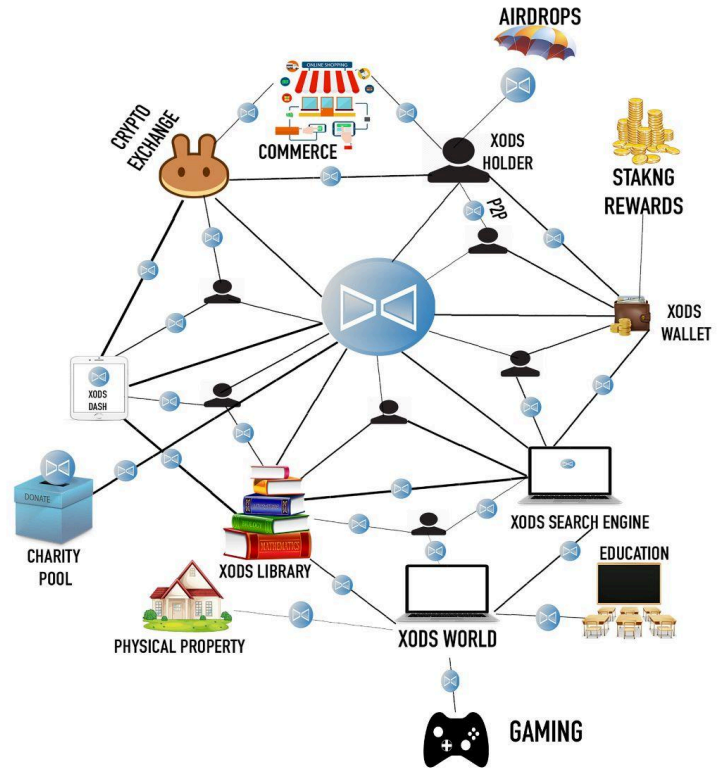 AIRDROPS
ONLINE SHOPPING
COMMERCE
CRYPTO
EXCHANGE
XODS
HOLDER
P2P
STAKNG
REWARDS
XODS
WALLET
XODS
DASH
DONATE
CHARITY
POOL
MATHEMATICS
XODS LIBRARY
XODS SEARCH ENGINE
EDUCATION
PHYSICAL PROPERTY
XODS WORLD
GAMING